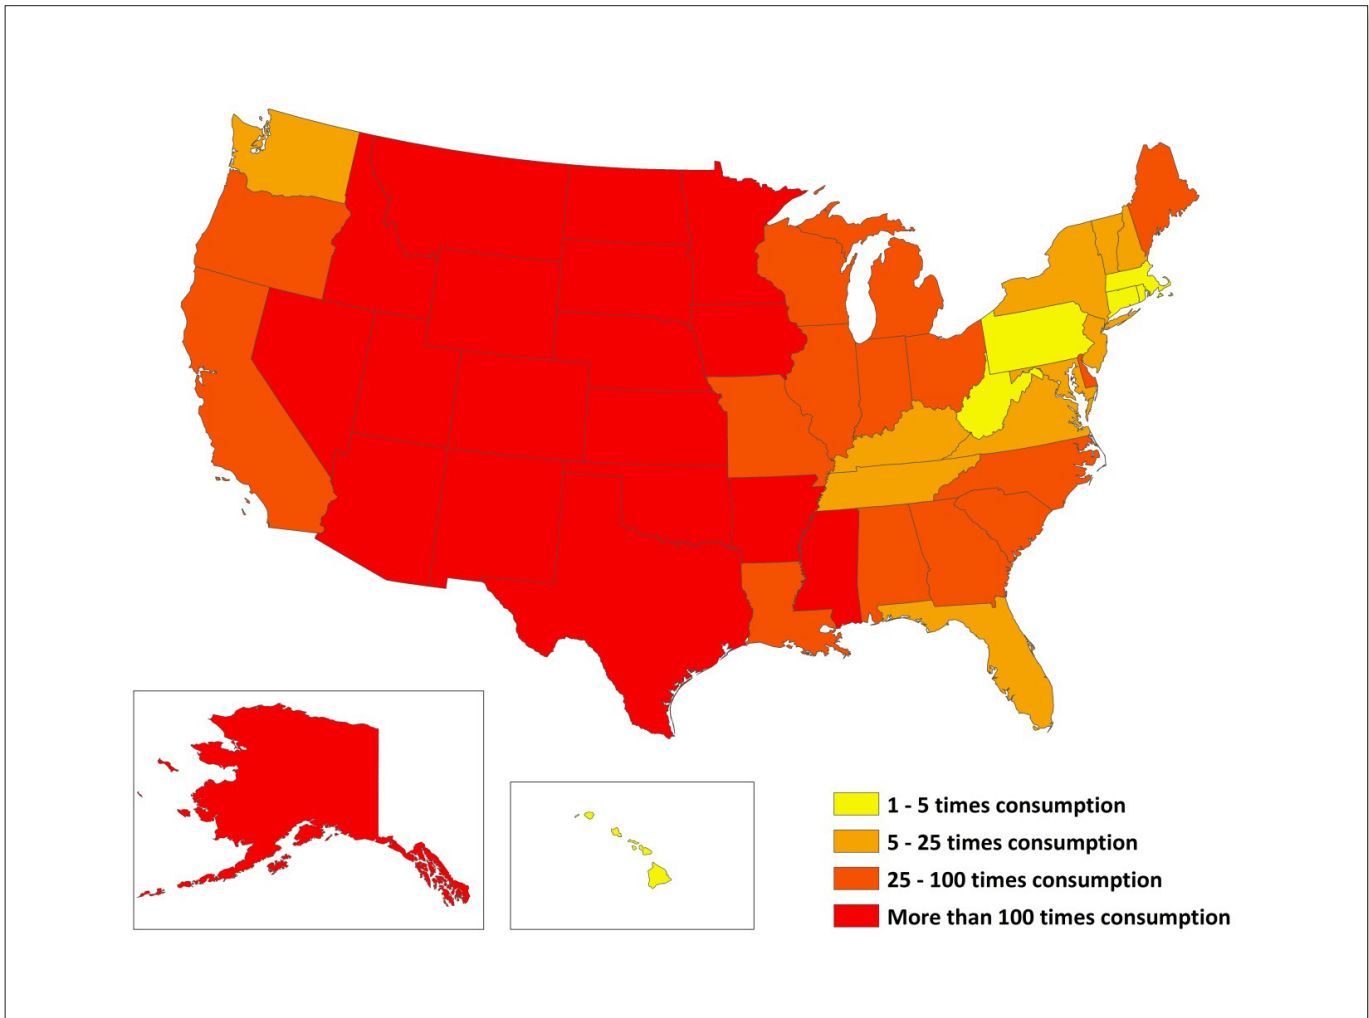 1 - 5 times consumption
5 - 25 times consumption
25 - 100 times consumption
More than 100 times consumption